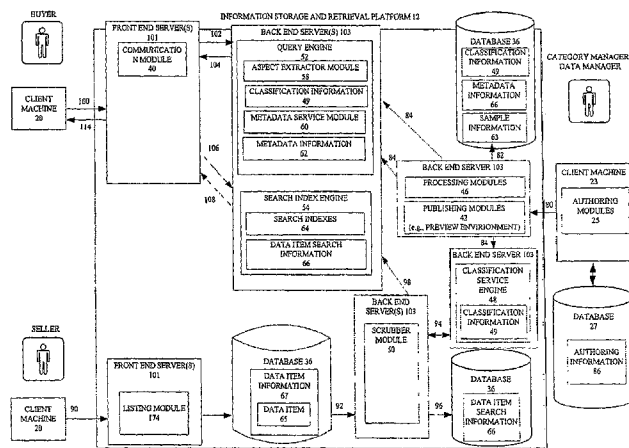 INFORMATION STORAGE AND RETRIEVAL PLATFORM 12
BUYER
CLIENT
MACHINE
20
100
114
FRONT END SERVER(S)
101
COMMUNICATIO
N MODULE
40
102
104
106
108
BACK END SERVER(S) 103
QUERY ENGINE
52
ASPECT EXTRACTOR MODULE
58
CLASSIFICATION INFORMATION
49
METADATA SERVICE MODULE
60
METADATA INFORMATION
62
SEARCH INDEX ENGINE
54
SEARCH INDEXES
64
DATA ITEM SEARCH
INFORMATION
66
DATABASE 36
CLASSIFICATION
INFORMATION
49
METADATA
INFORMATION
66
SAMPLE
INFORMATION
63
84
84
82
BACK END SERVER 103
PROCESSING MODULES
46
PUBLISHING MODULES
43
(e.g., PREVIEW ENVIRIONMENT)
84
80
CATEGORY MANAGER
DATA MANAGER
CLIENT MACHINE
23
AUTHORING
MODULES
25
DATABASE
27
AUTHORING
INFORMATION
86
BACK END SERVER 103
CLASSIFICATION
SERVICE
ENGINE
48
CLASSIFICATION
INFORMATION
49
98
94
BACK END
SERVER(S) 103
SCRUBBER
MODULE
50
SELLER
CLIENT
MACHINE
20
90
FRONT END SERVER(S)
101
LISTING MODULE
174
DATABASE 36
DATA ITEM
INFORMATION
67
DATA ITEM
65
92
96
DATABASE
36
DATA ITEM
SEARCH
INFORMATION
66